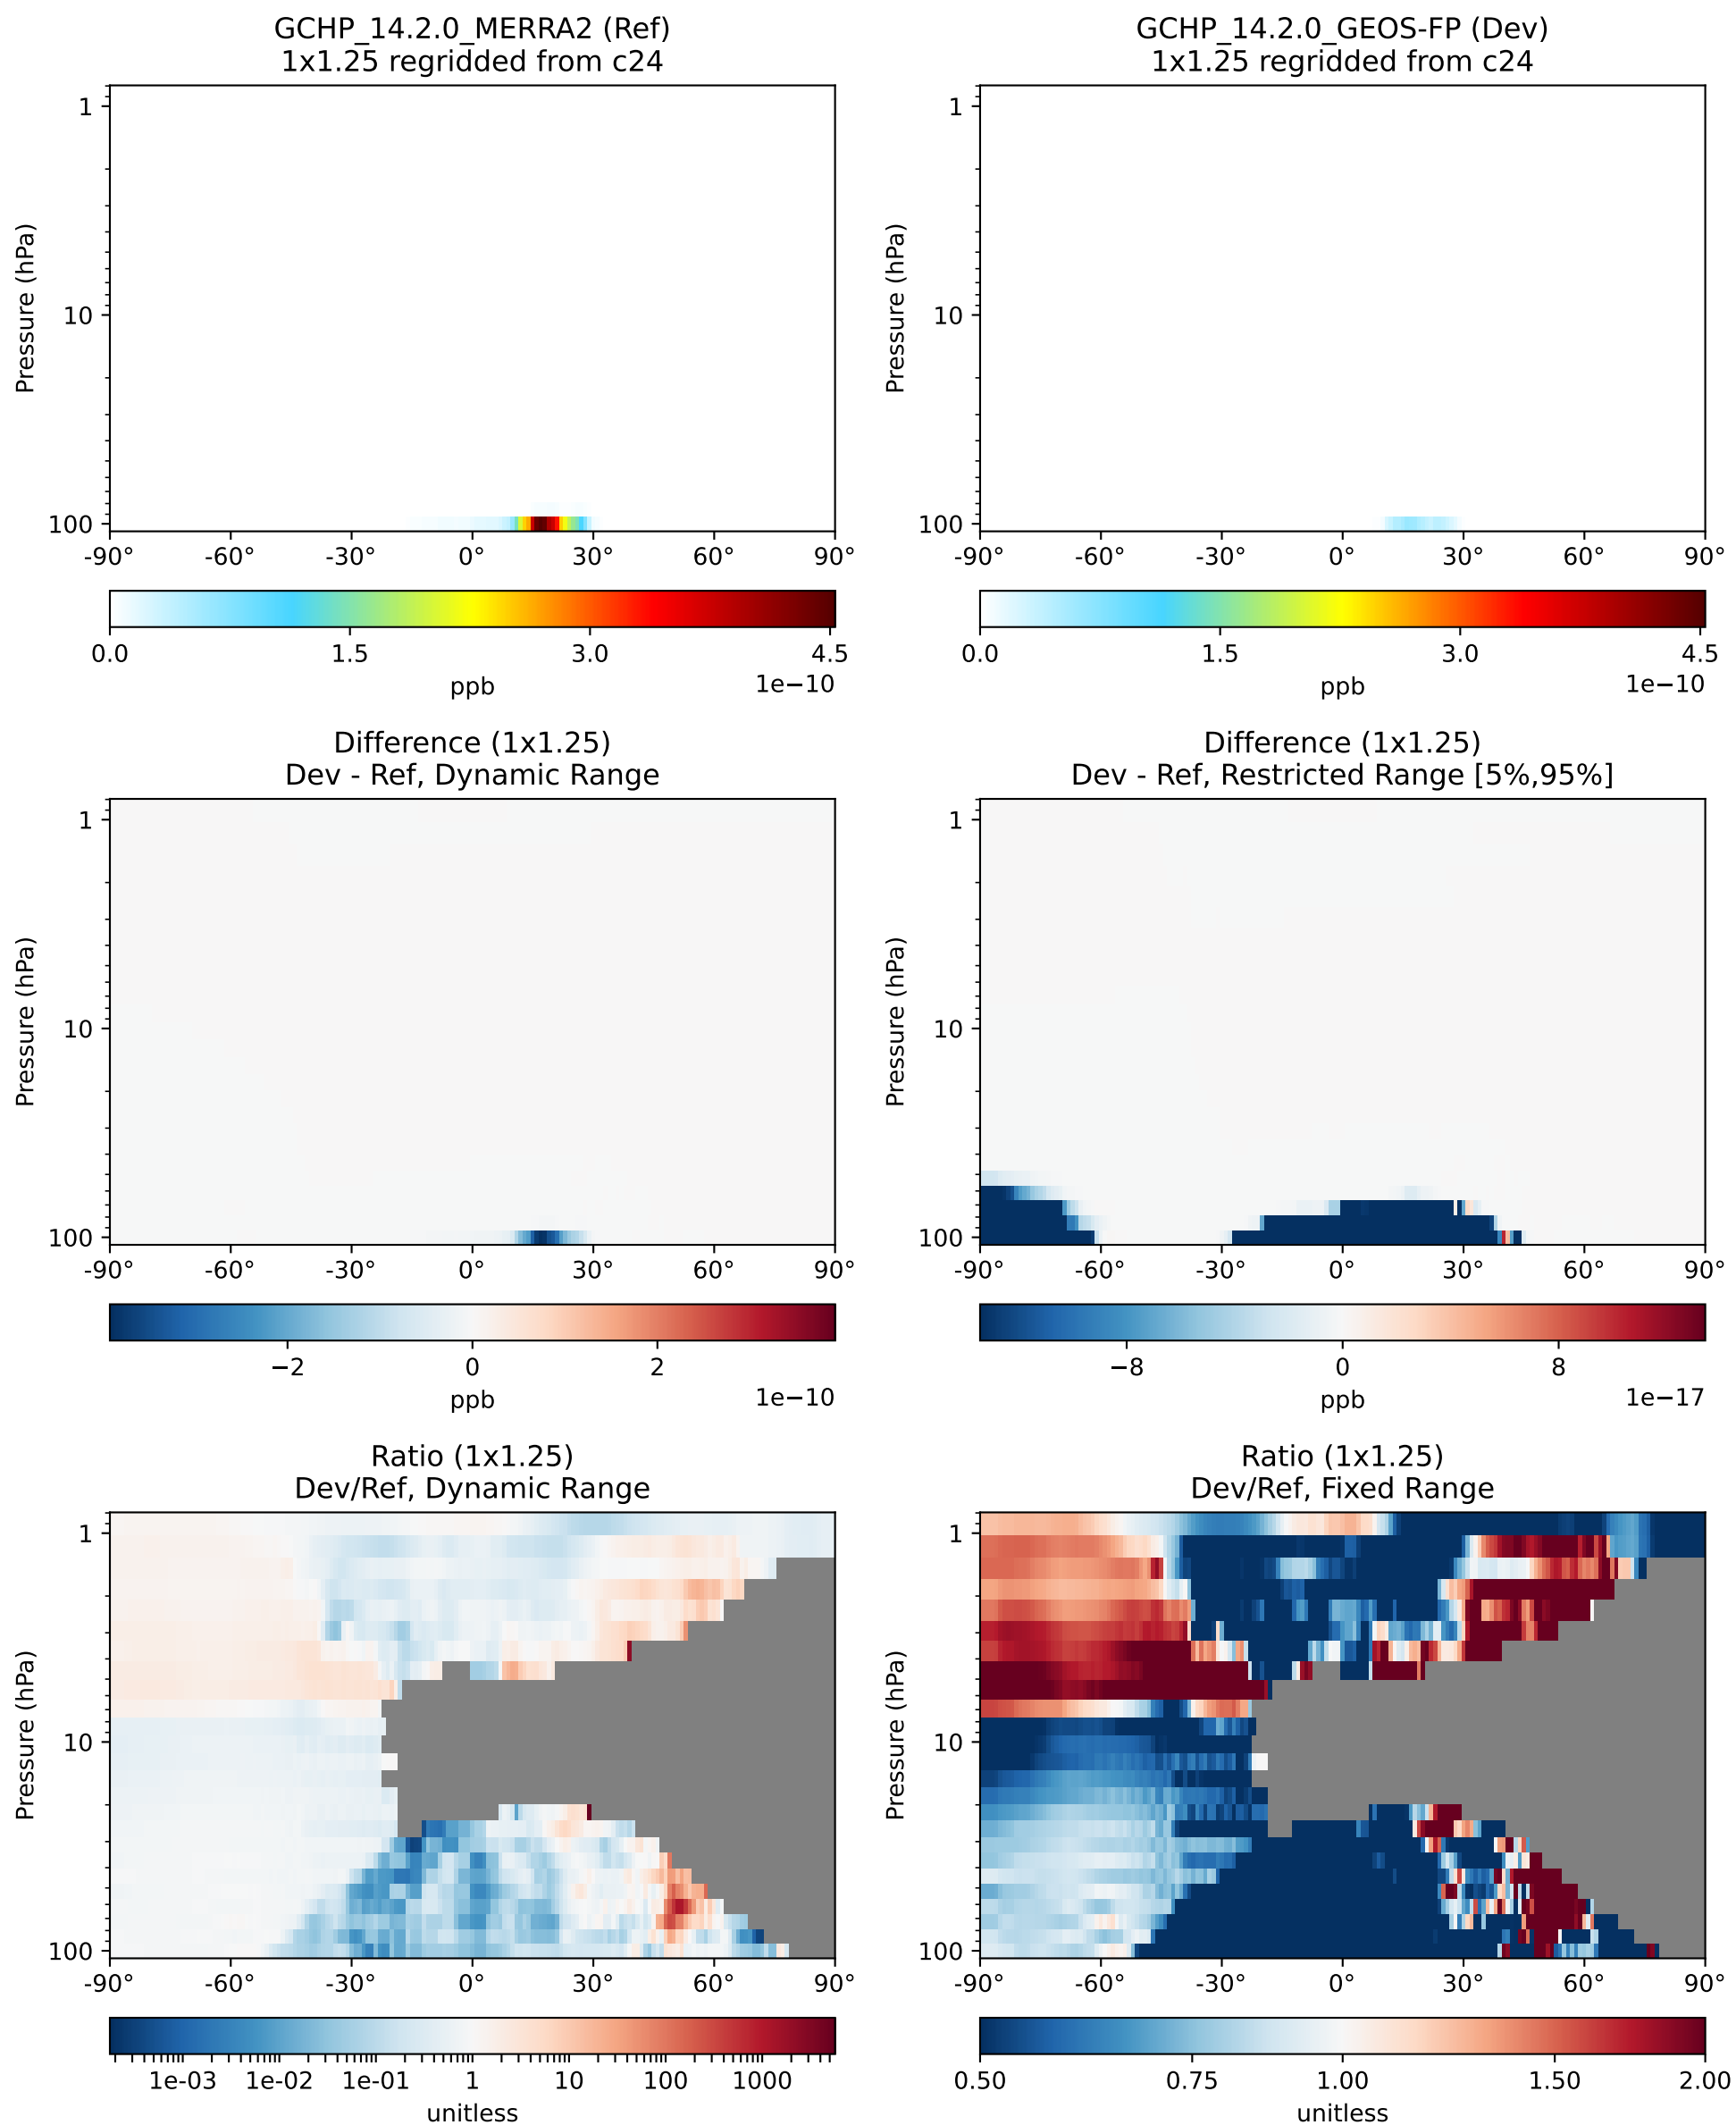 GCHP_14.2.0_MERRA2 (Ref)
1x1.25 regridded from c24
Pressure (hPa)
1
10
100
-90° -60° -30° 0° 30° 60° 90°
0.0 1.5 3.0 4.5
1e−10
ppb
GCHP_14.2.0_GEOS-FP (Dev)
1x1.25 regridded from c24
Pressure (hPa)
1
10
100
-90° -60° -30° 0° 30° 60° 90°
0.0 1.5 3.0 4.5
1e−10
ppb
Difference (1x1.25)
Dev - Ref, Dynamic Range
Pressure (hPa)
1
10
100
-90° -60° -30° 0° 30° 60° 90°
−2 0 2
1e−10
ppb
Difference (1x1.25)
Dev - Ref, Restricted Range [5%,95%]
Pressure (hPa)
1
10
100
-90° -60° -30° 0° 30° 60° 90°
−8 0 8
1e−17
ppb
Ratio (1x1.25)
Dev/Ref, Dynamic Range
Pressure (hPa)
1
10
100
-90° -60° -30° 0° 30° 60° 90°
1e-03 1e-02 1e-01 1 10 100 1000
unitless
Ratio (1x1.25)
Dev/Ref, Fixed Range
Pressure (hPa)
1
10
100
-90° -60° -30° 0° 30° 60° 90°
0.50 0.75 1.00 1.50 2.00
unitless